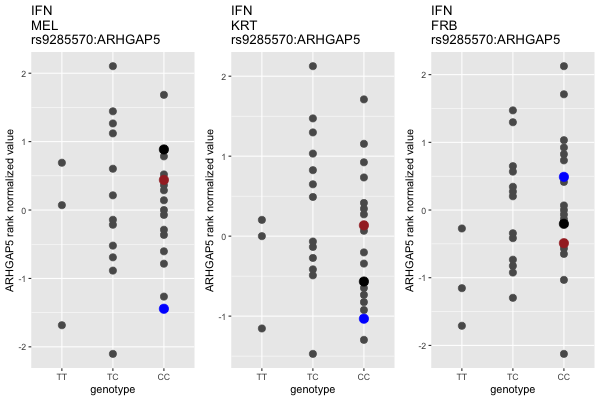 IFN
MEL
rs9285570:ARHGAP5
ARHGAP5 rank normalized value
2
1
0
-1
-2
TT TC CC
genotype
IFN
KRT
rs9285570:ARHGAP5
ARHGAP5 rank normalized value
2
1
0
-1
TT TC CC
genotype
IFN
FRB
rs9285570:ARHGAP5
ARHGAP5 rank normalized value
2
1
0
-1
-2
TT TC CC
genotype